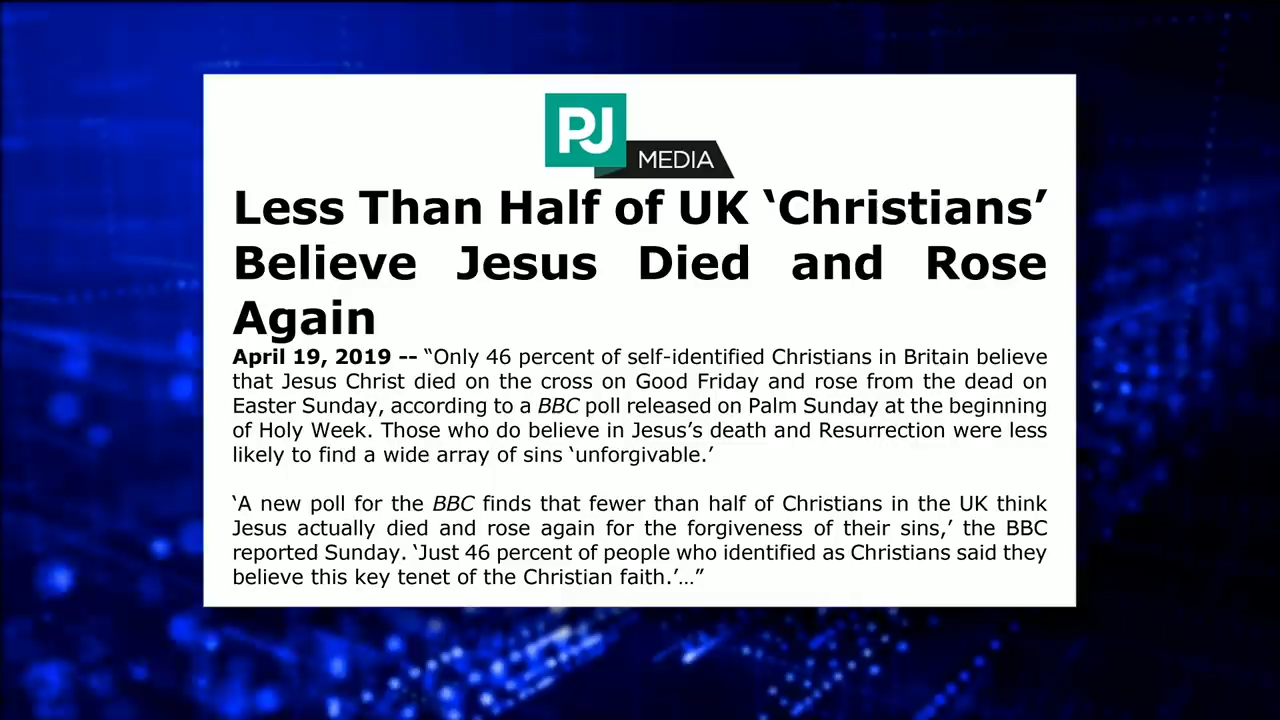 PJ
MEDIA
Less Than Half of UK ‘Christians’
Believe Jesus Died and Rose
Again
April 19, 2019 -- “Only 46 percent of self-identified Christians in Britain believe
that Jesus Christ died on the cross on Good Friday and rose from the dead on
Easter Sunday, according to a BBC poll released on Palm Sunday at the beginning
of Holy Week. Those who do believe in Jesus’s death and Resurrection were less
likely to find a wide array of sins ‘unforgivable.’
‘A new poll for the BBC finds that fewer than half of Christians in the UK think
Jesus actually died and rose again for the forgiveness of their sins,’ the BBC
reported Sunday. ‘Just 46 percent of people who identified as Christians said they
believe this key tenet of the Christian faith.’…”